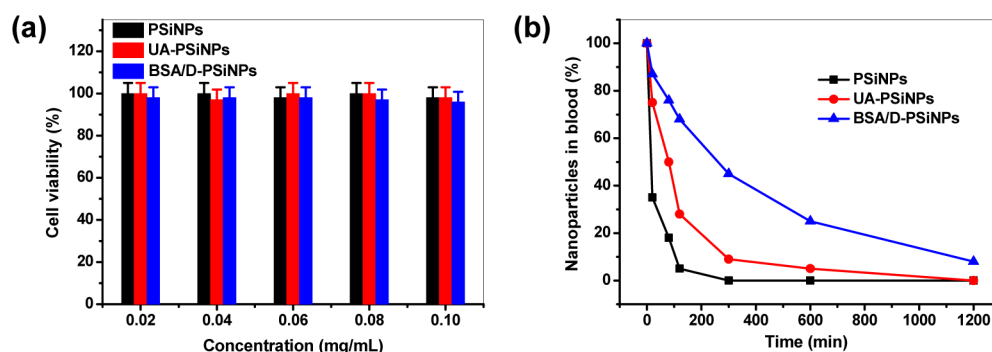 (a)
PSiNPs
UA-PSiNPs
BSA/D-PSiNPs
Cell viability (%)
120
100
80
60
40
20
0
0.02 0.04 0.06 0.08 0.10
Concentration (mg/mL)
(b)
PSiNPs
UA-PSiNPs
BSA/D-PSiNPs
Nanoparticles in blood (%)
100
80
60
40
20
0
0 200 400 600 800 1000 1200
Time (min)